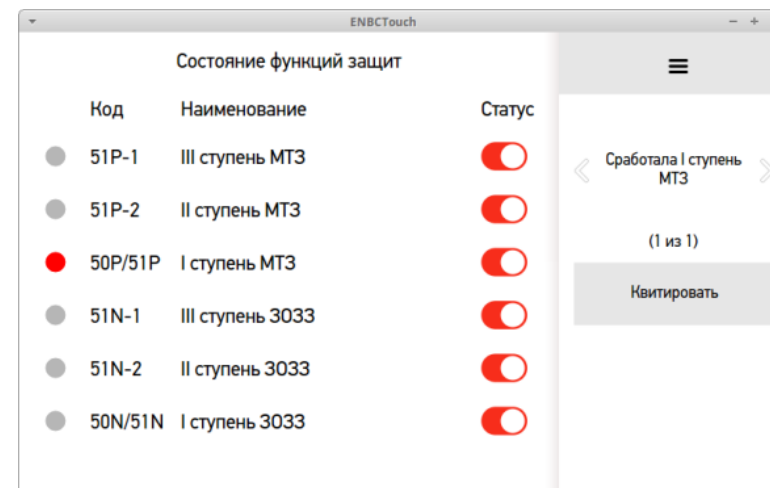 ENBCTouch
Состояние функций защит
Код Наименование Статус
51P-1 III ступень МТЗ
51P-2 II ступень МТЗ
50P/51P I ступень МТЗ
51N-1 III ступень ЗОЗЗ
51N-2 II ступень ЗОЗЗ
50N/51N I ступень ЗОЗЗ
Сработала I ступень
МТЗ
(1 из 1)
Квитировать